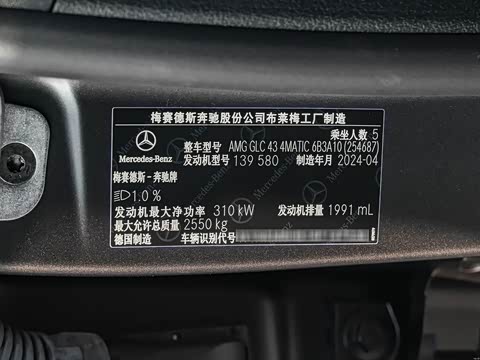 梅赛德斯奔驰股份公司布莱梅工厂制造
乘坐人数 5
整车型号 AMG GLC 43 4MATIC 6B3A10 (254687)
Mercedes-Benz 发动机型号 139 580 制造年月 2024-04
梅赛德斯-奔驰牌
1.0 %
发动机最大净功率 310 kW 发动机排量 1991 mL
最大允许总质量 2550 kg
德国制造 车辆识别代号